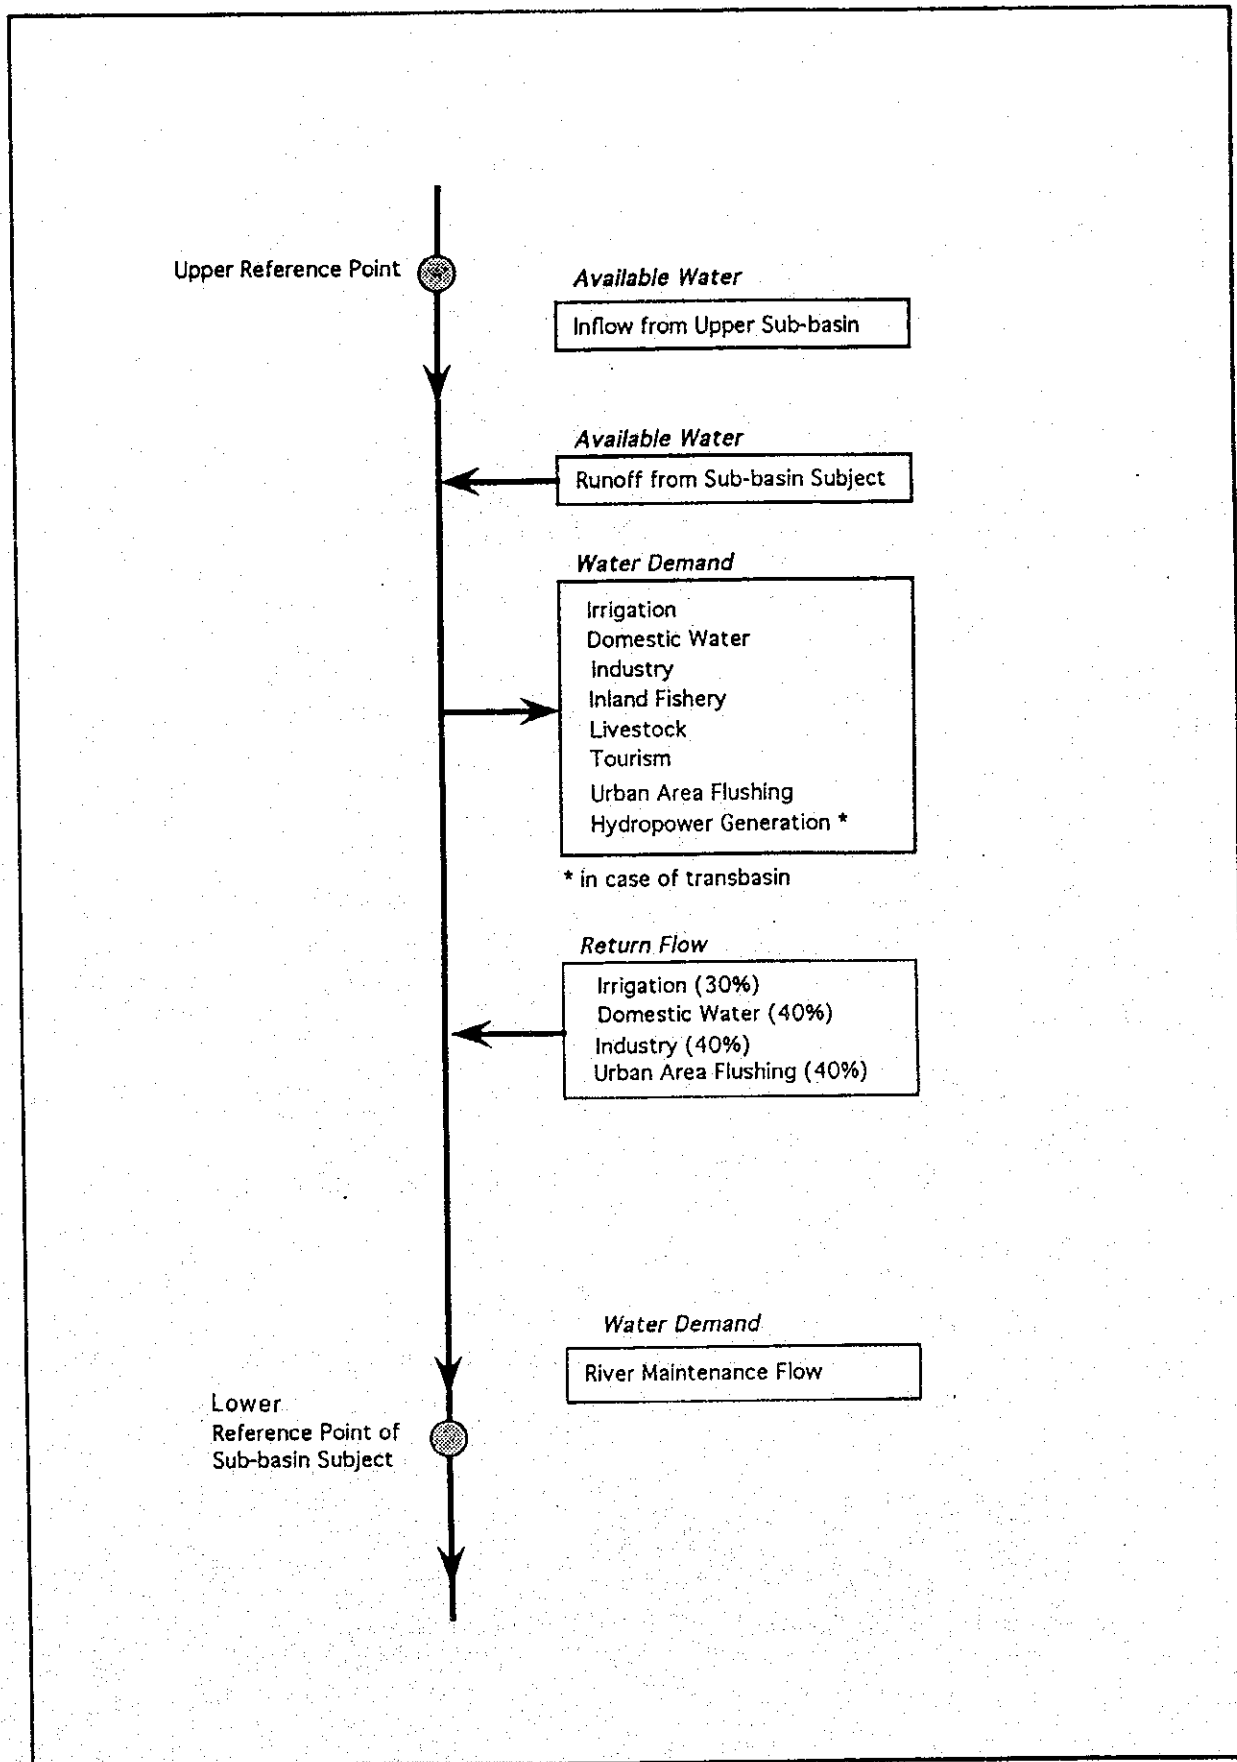 Upper Reference Point
Available Water
Inflow from Upper Sub-basin
Available Water
Runoff from Sub-basin Subject
Water Demand
Irrigation
Domestic Water
Industry
Inland Fishery
Livestock
Tourism
Urban Area Flushing
Hydropower Generation *
* in case of transbasin
Return Flow
Irrigation (30%)
Domestic Water (40%)
Industry (40%)
Urban Area Flushing (40%)
Water Demand
River Maintenance Flow
Lower
Reference Point of
Sub-basin Subject